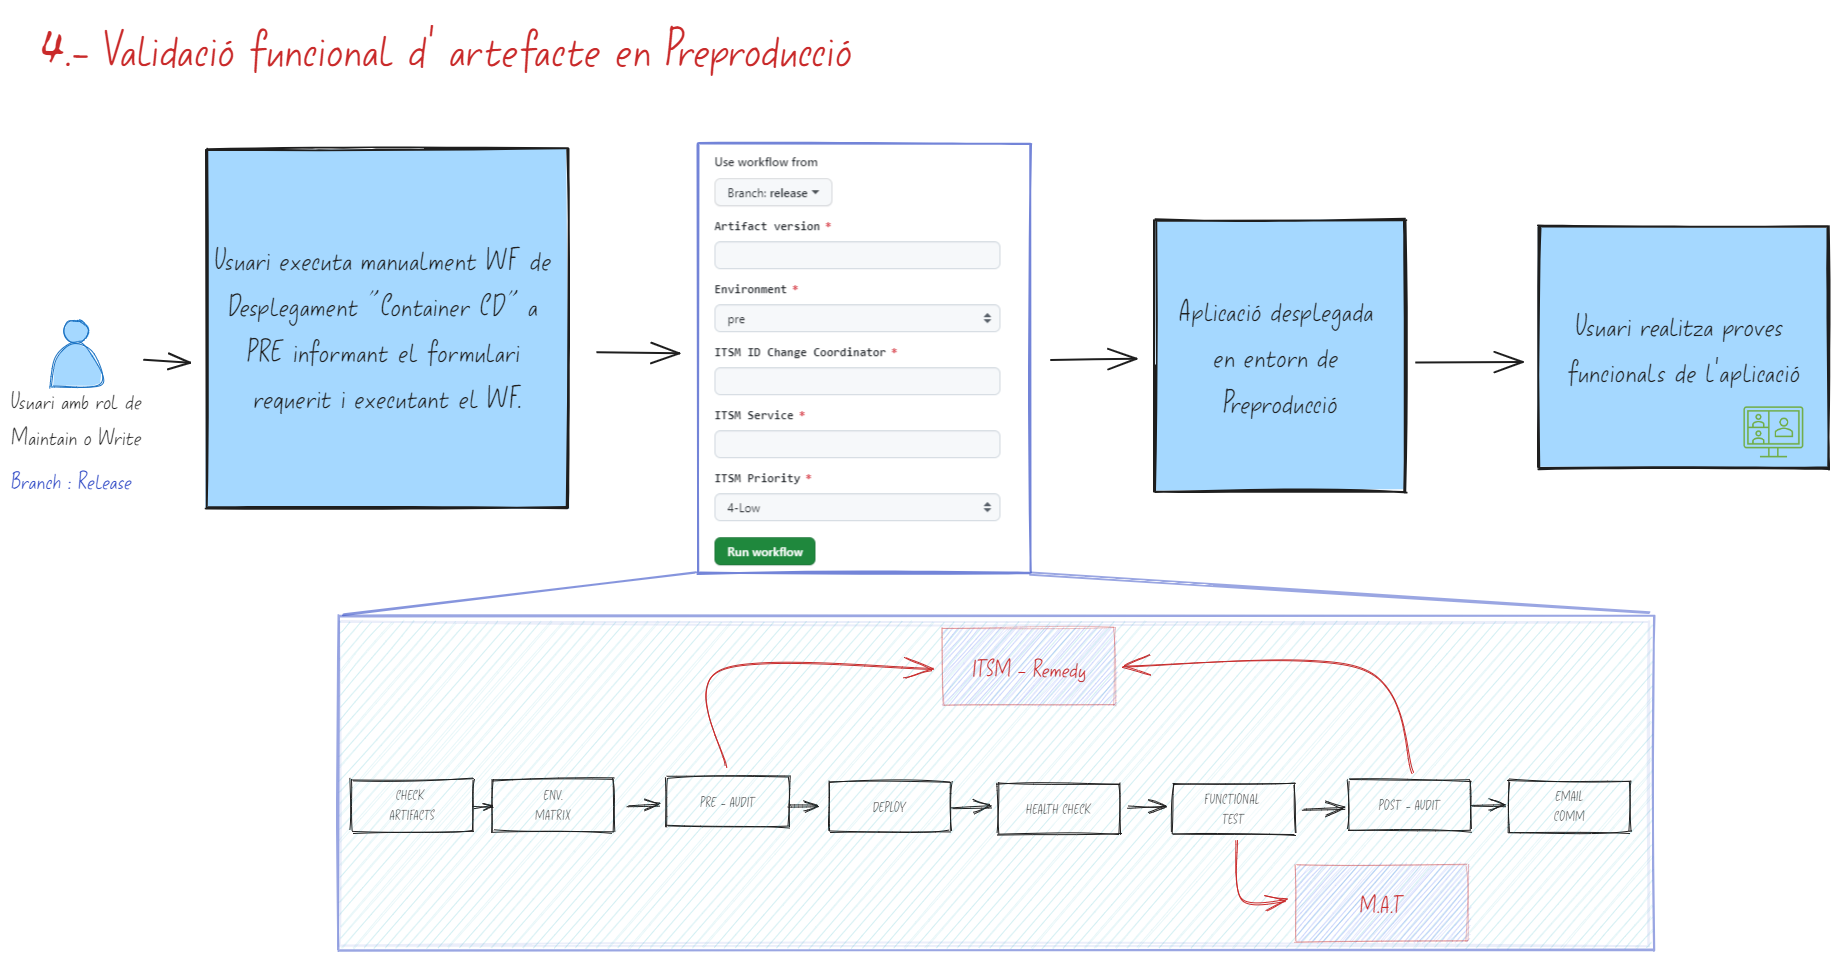 4.- Validació funcional d' artefacte en Preproducció
Usuari amb rol de
Maintain o Write
Branch : Release
Usuari executa manualment WF de
Desplegament "Container CD" a
PRE informant el formulari
requerit i executant el WF.
Use workflow from
Branch: release
Artifact version *
Environment *
pre
ITSM ID Change Coordinator *
ITSM Service *
ITSM Priority *
4-Low
Run workflow
Aplicació desplegada
en entorn de
Preproducció
Usuari realitza proves
funcionals de l'aplicació
ITSM - Remedy
CHECK
ARTIFACTS
ENV.
MATRIX
PRE - AUDIT
DEPLOY
HEALTH CHECK
FUNCTIONAL
TEST
POST - AUDIT
EMAIL
COMM
M.A.T